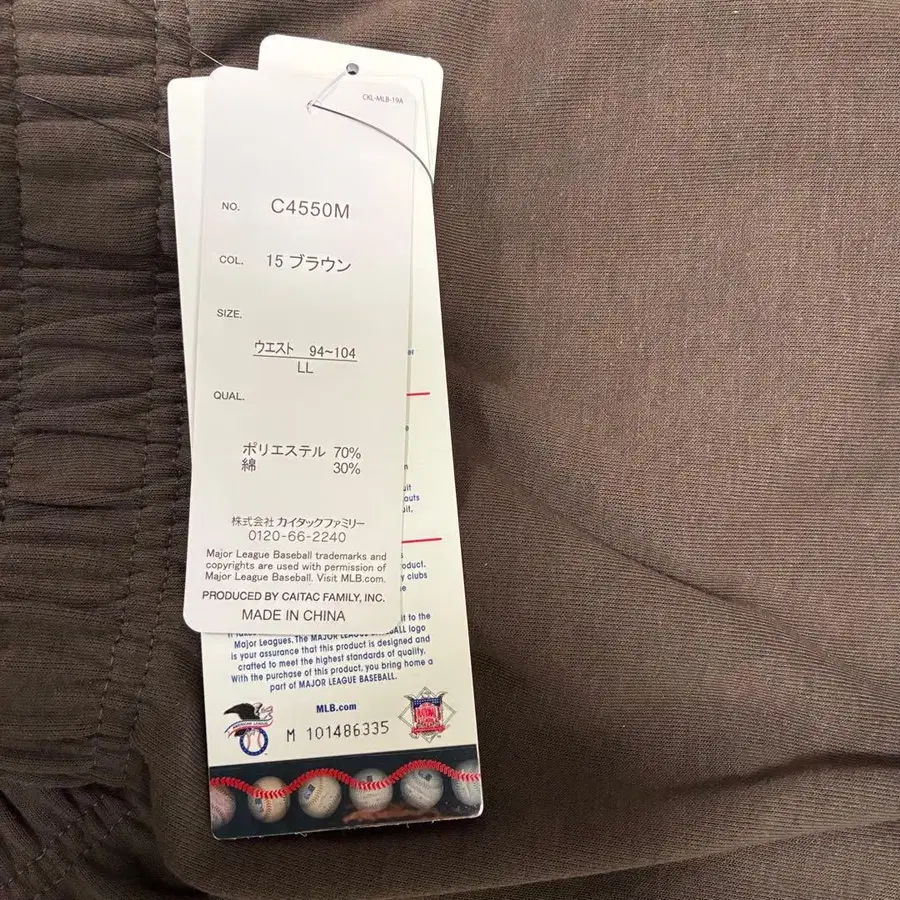 CKL-MLB-19A
NO. C4550M
COL. 15 ブラウン
SIZE.
ウエスト 94~104
LL
QUAL.
ポリエステル 70%
綿 30%
株式会社 カイタックファミリー
0120-66-2240
Major League Baseball trademarks and
copyrights are used with permission of
Major League Baseball. Visit MLB.com.
PRODUCED BY CAITAC FAMILY, INC.
MADE IN CHINA
it to the
Major Leagues. The MAJOR LEAGUE BASEBALL logo
is your assurance that this product is designed and
crafted to meet the highest standards of quality.
With the purchase of this product, you bring home a
part of MAJOR LEAGUE BASEBALL.
MLB.com
AMERICAN LEAGUE
M 101486335